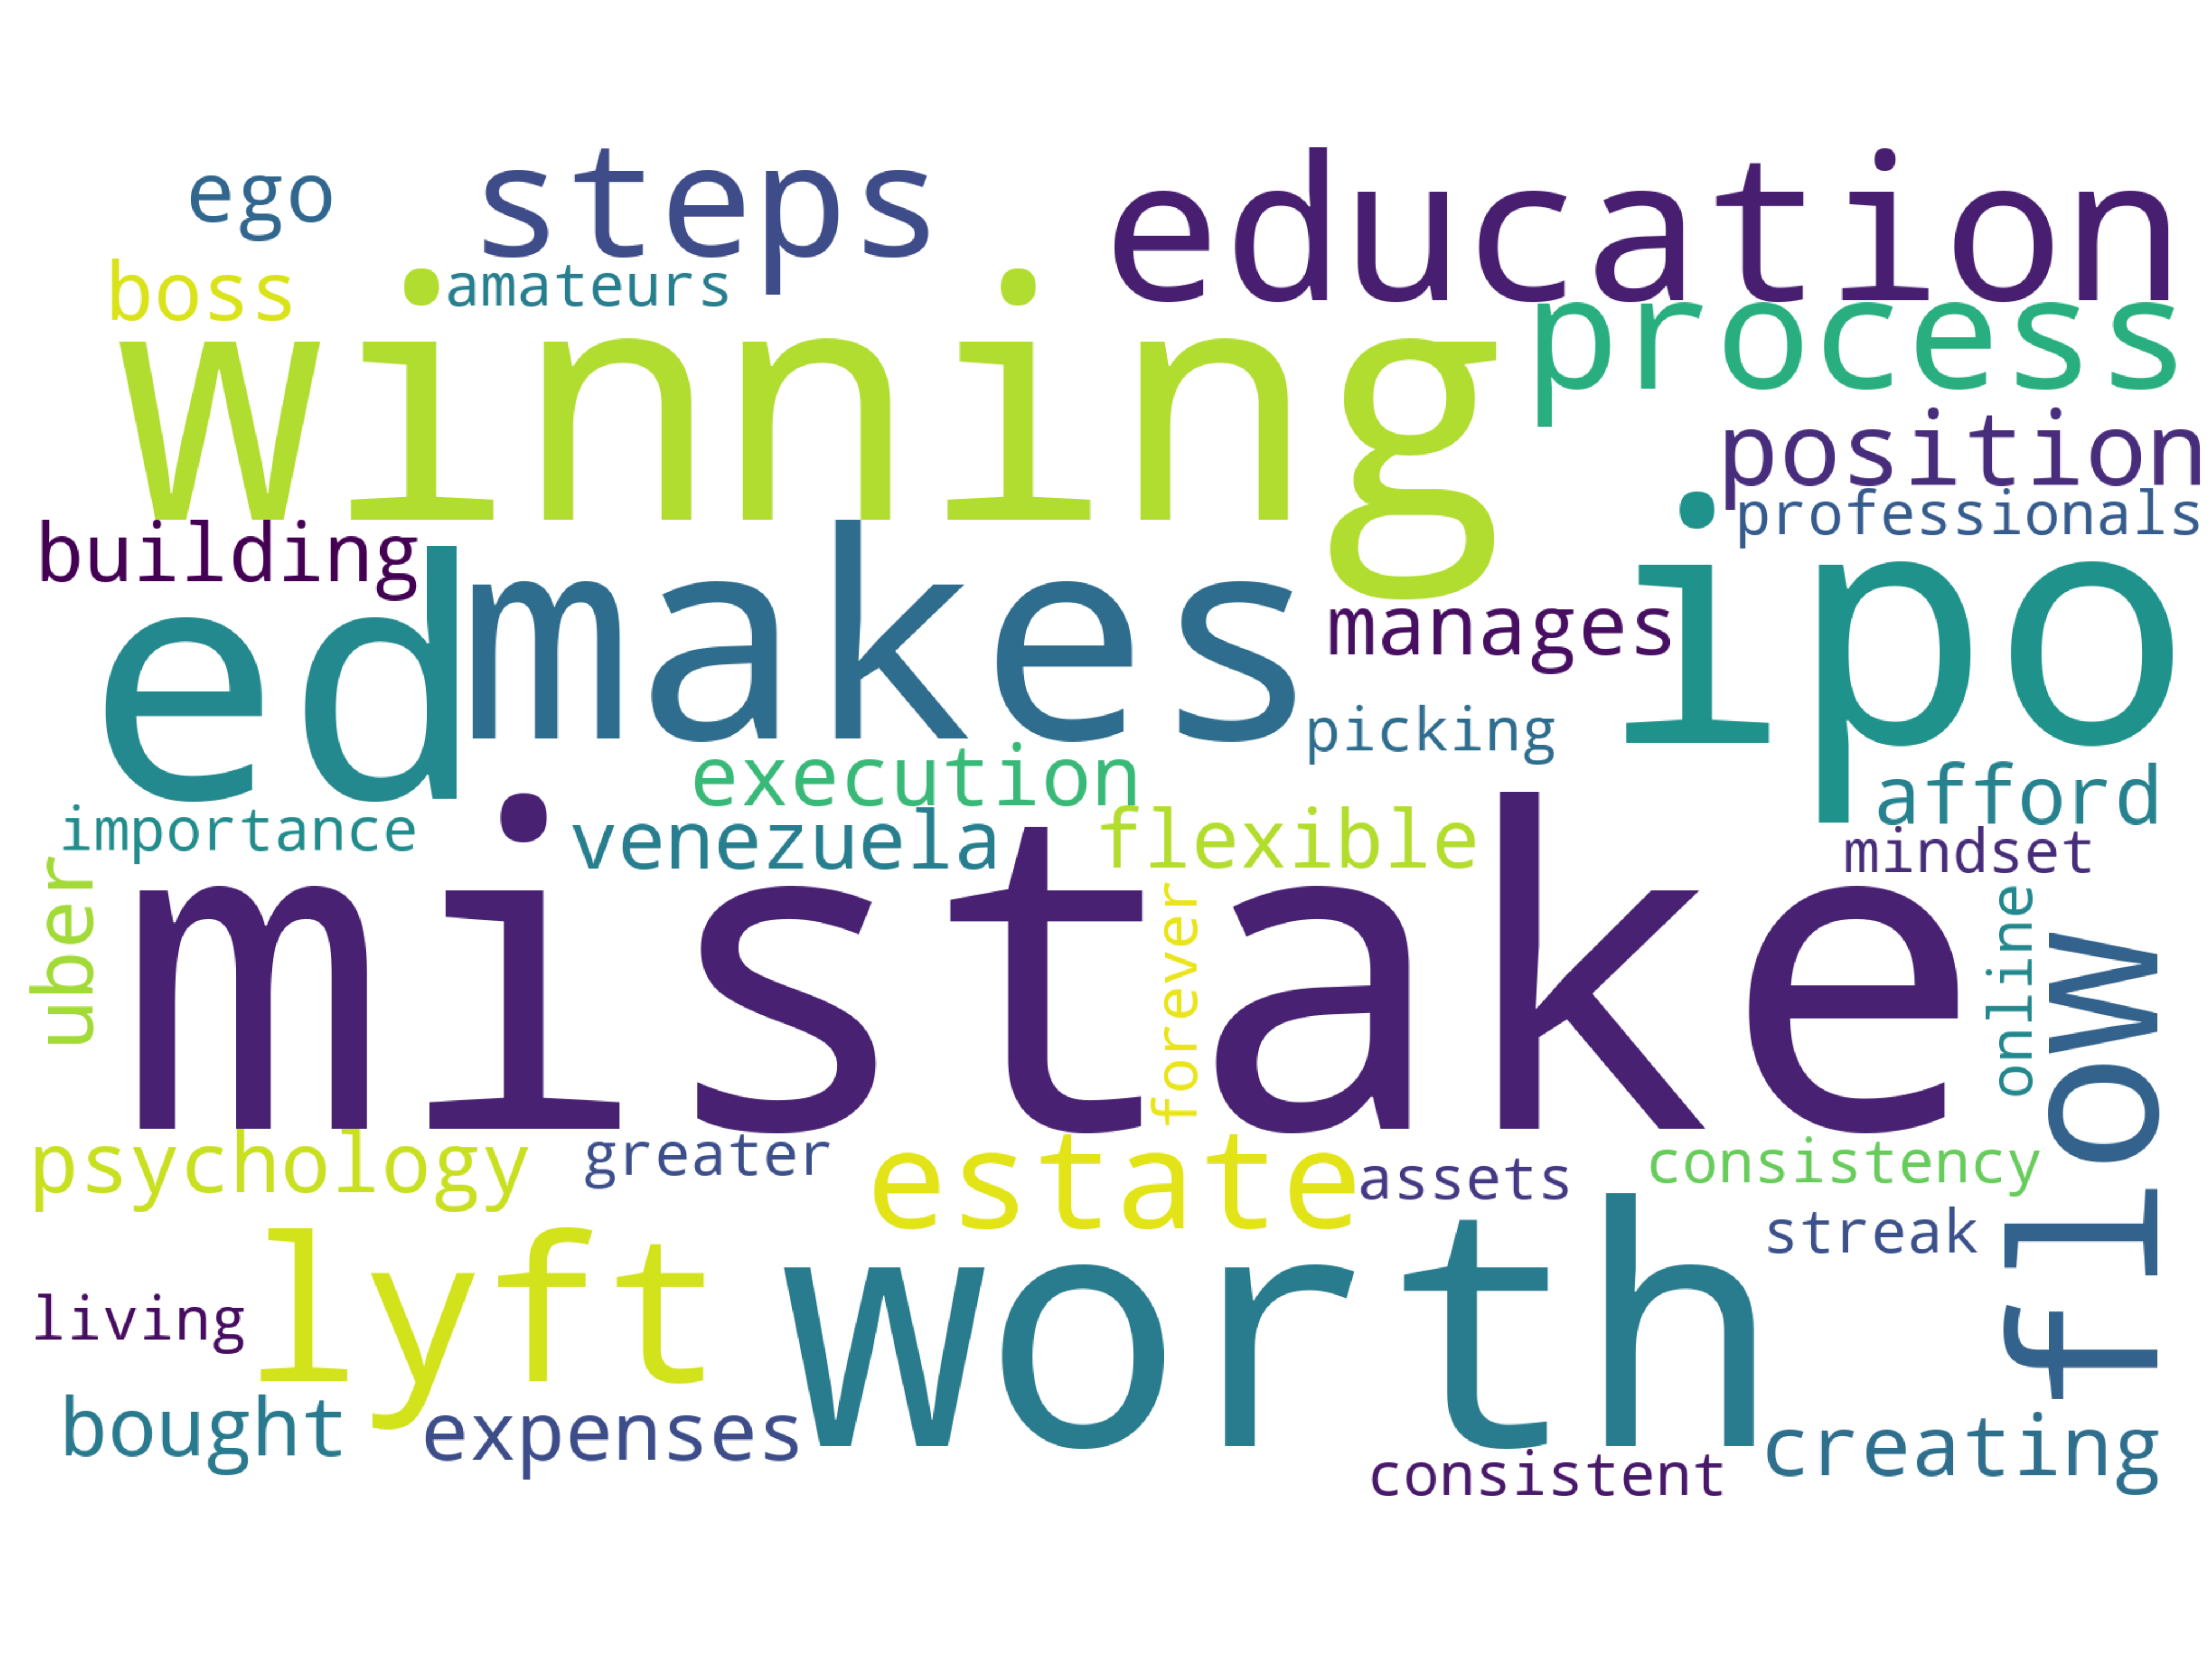 ego
steps
education
boss
amateurs
winning
process
position
professionals
building
ed
makes
manages
ipo
picking
execution
afford
importance
venezuela
flexible
mindset
uber
mistake
forever
online
flow
psychology
greater
estate
assets
consistency
streak
living
lyft
worth
bought
expenses
consistent
creating